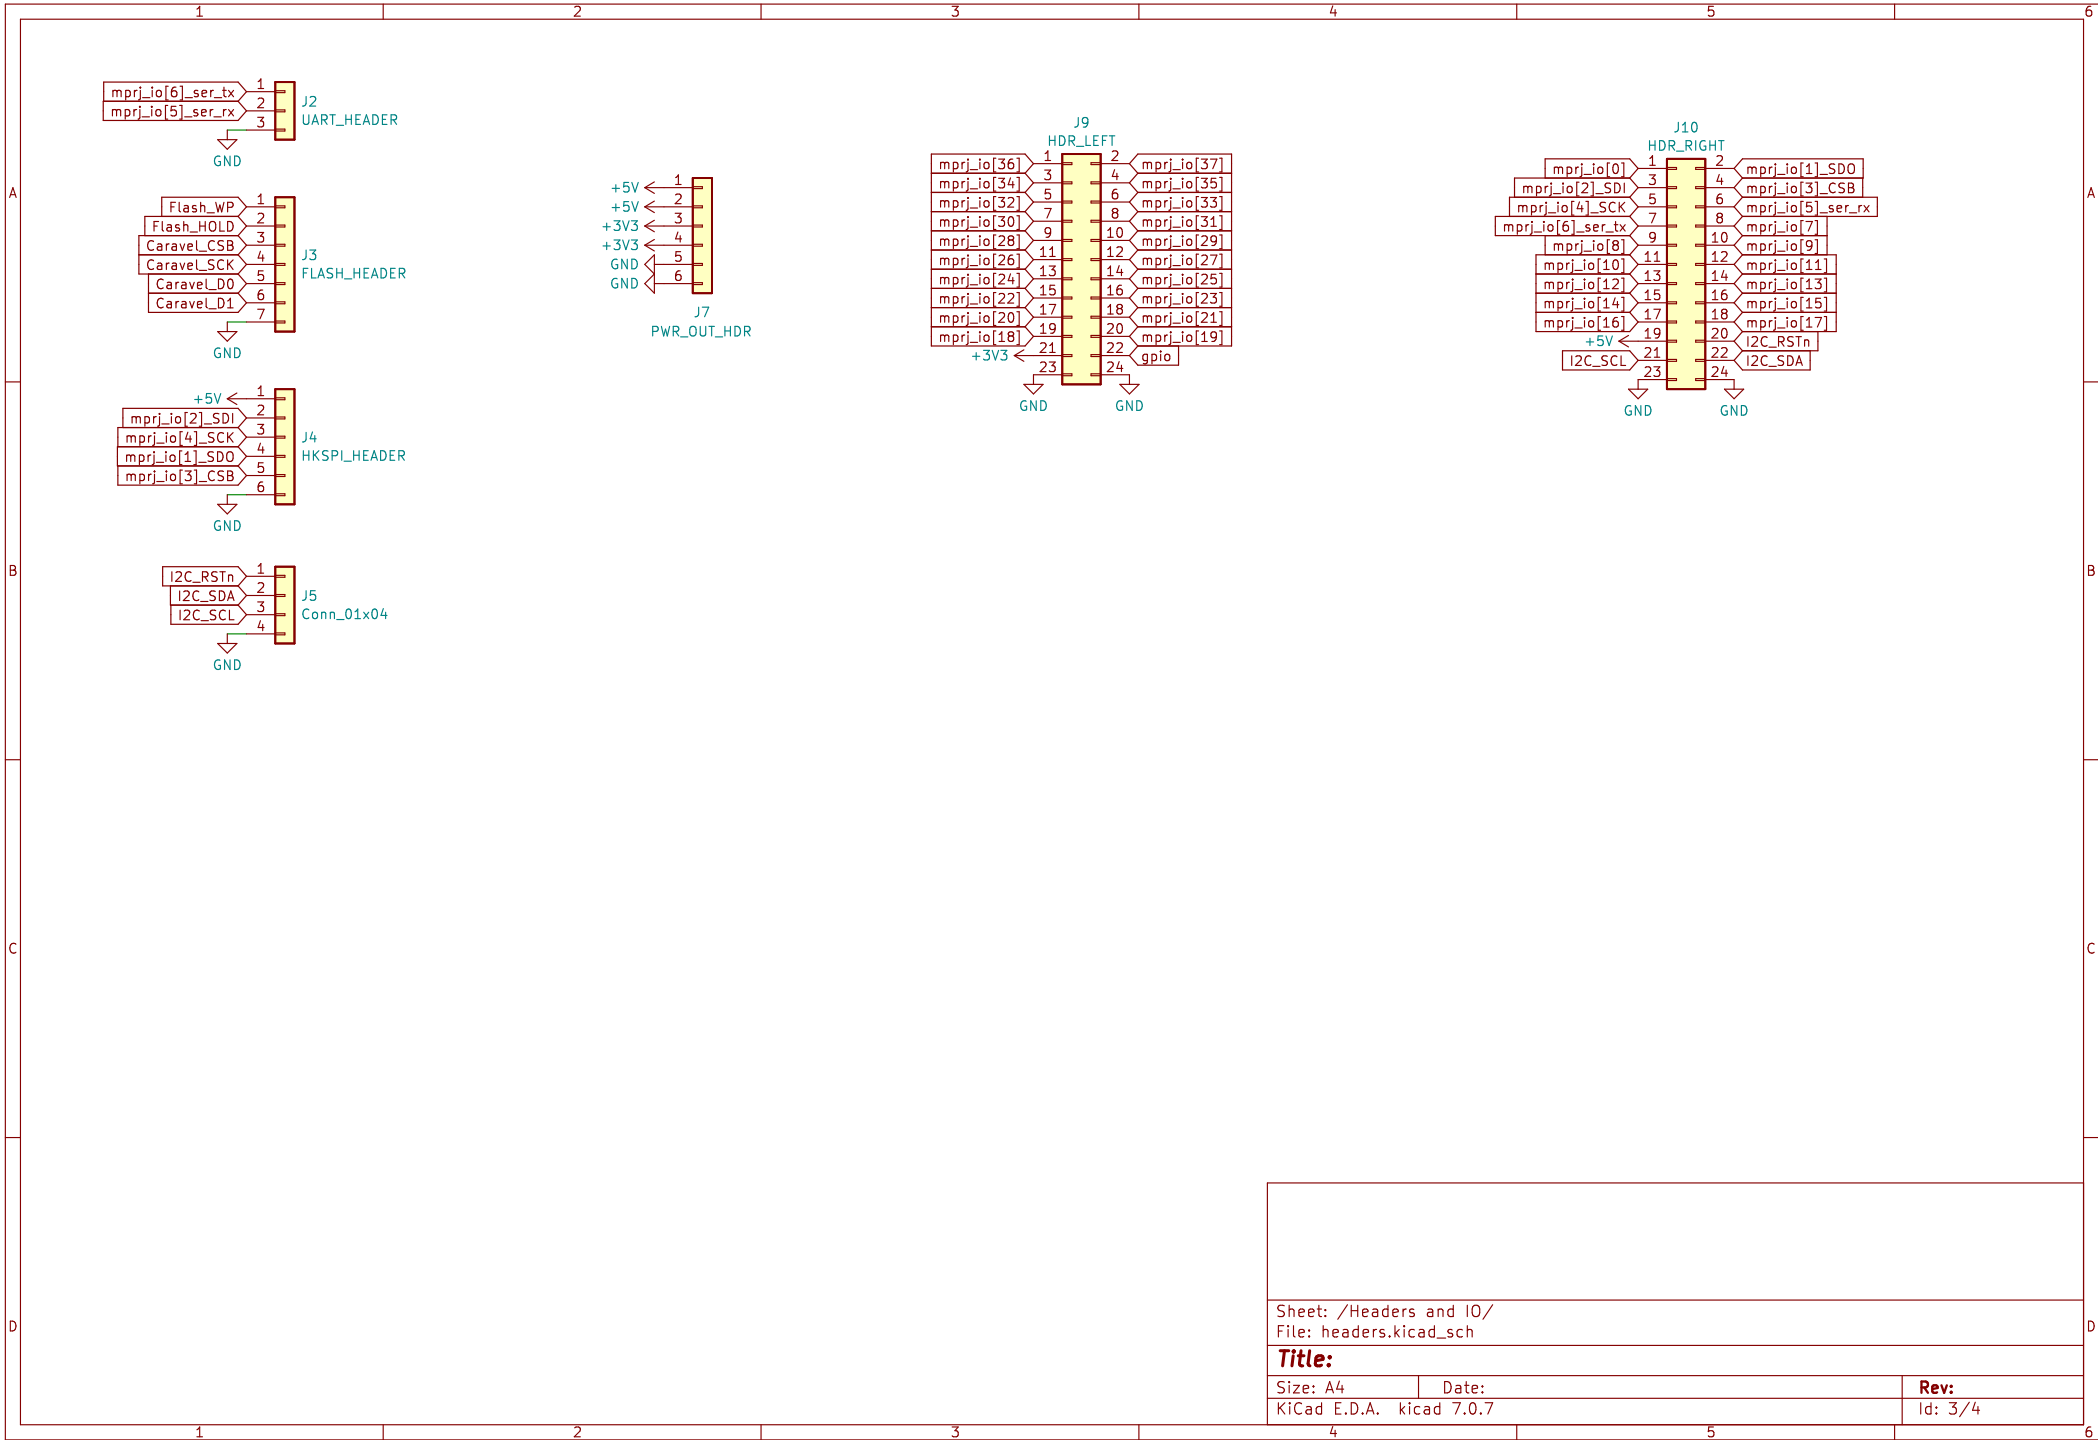 1 2 3 4 5 6
A A
B B
C C
D D
mprj_io[6]_ser_tx 1
mprj_io[5]_ser_rx 2
3
GND
J2
UART_HEADER
Flash_WP 1
Flash_HOLD 2
Caravel_CSB 3
Caravel_SCK 4
Caravel_D0 5
Caravel_D1 6
7
GND
J3
FLASH_HEADER
+5V 1
mprj_io[2]_SDI 2
mprj_io[4]_SCK 3
mprj_io[1]_SDO 4
mprj_io[3]_CSB 5
6
GND
J4
HKSPI_HEADER
I2C_RSTn 1
I2C_SDA 2
I2C_SCL 3
4
GND
J5
Conn_01x04
+5V 1
+5V 2
+3V3 3
+3V3 4
GND 5
GND 6
J7
PWR_OUT_HDR
J9
HDR_LEFT
mprj_io[36] 1 2 mprj_io[37]
mprj_io[34] 3 4 mprj_io[35]
mprj_io[32] 5 6 mprj_io[33]
mprj_io[30] 7 8 mprj_io[31]
mprj_io[28] 9 10 mprj_io[29]
mprj_io[26] 11 12 mprj_io[27]
mprj_io[24] 13 14 mprj_io[25]
mprj_io[22] 15 16 mprj_io[23]
mprj_io[20] 17 18 mprj_io[21]
mprj_io[18] 19 20 mprj_io[19]
+3V3 21 22 gpio
23 24
GND GND
J10
HDR_RIGHT
mprj_io[0] 1 2 mprj_io[1]_SDO
mprj_io[2]_SDI 3 4 mprj_io[3]_CSB
mprj_io[4]_SCK 5 6 mprj_io[5]_ser_rx
mprj_io[6]_ser_tx 7 8 mprj_io[7]
mprj_io[8] 9 10 mprj_io[9]
mprj_io[10] 11 12 mprj_io[11]
mprj_io[12] 13 14 mprj_io[13]
mprj_io[14] 15 16 mprj_io[15]
mprj_io[16] 17 18 mprj_io[17]
+5V 19 20 I2C_RSTn
I2C_SCL 21 22 I2C_SDA
23 24
GND GND
Sheet: /Headers and IO/
File: headers.kicad_sch
Title:
Size: A4 Date: Rev:
KiCad E.D.A. kicad 7.0.7 Id: 3/4
1 2 3 4 5 6